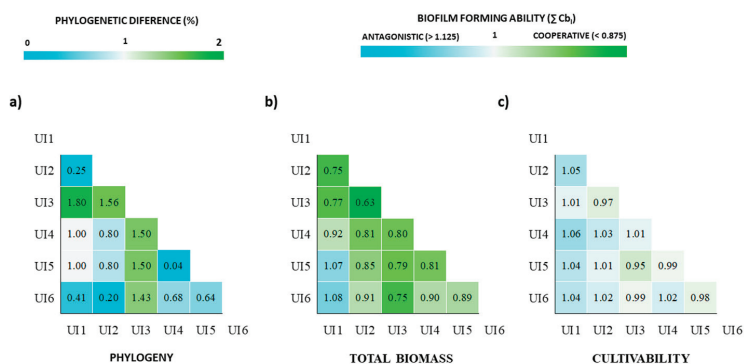 PHYLOGENETIC DIFERENCE (%)
0 1 2
BIOFILM FORMING ABILITY (∑ Cbᵢ)
ANTAGONISTIC (> 1.125) 1 COOPERATIVE (< 0.875)
a)
UI1
UI2 0.25
UI3 1.80 1.56
UI4 1.00 0.80 1.50
UI5 1.00 0.80 1.50 0.04
UI6 0.41 0.20 1.43 0.68 0.64
UI1 UI2 UI3 UI4 UI5 UI6
PHYLOGENY
b)
UI1
UI2 0.75
UI3 0.77 0.63
UI4 0.92 0.81 0.80
UI5 1.07 0.85 0.79 0.81
UI6 1.08 0.91 0.75 0.90 0.89
UI1 UI2 UI3 UI4 UI5 UI6
TOTAL BIOMASS
c)
UI1
UI2 1.05
UI3 1.01 0.97
UI4 1.06 1.03 1.01
UI5 1.04 1.01 0.95 0.99
UI6 1.04 1.02 0.99 1.02 0.98
UI1 UI2 UI3 UI4 UI5 UI6
CULTIVABILITY